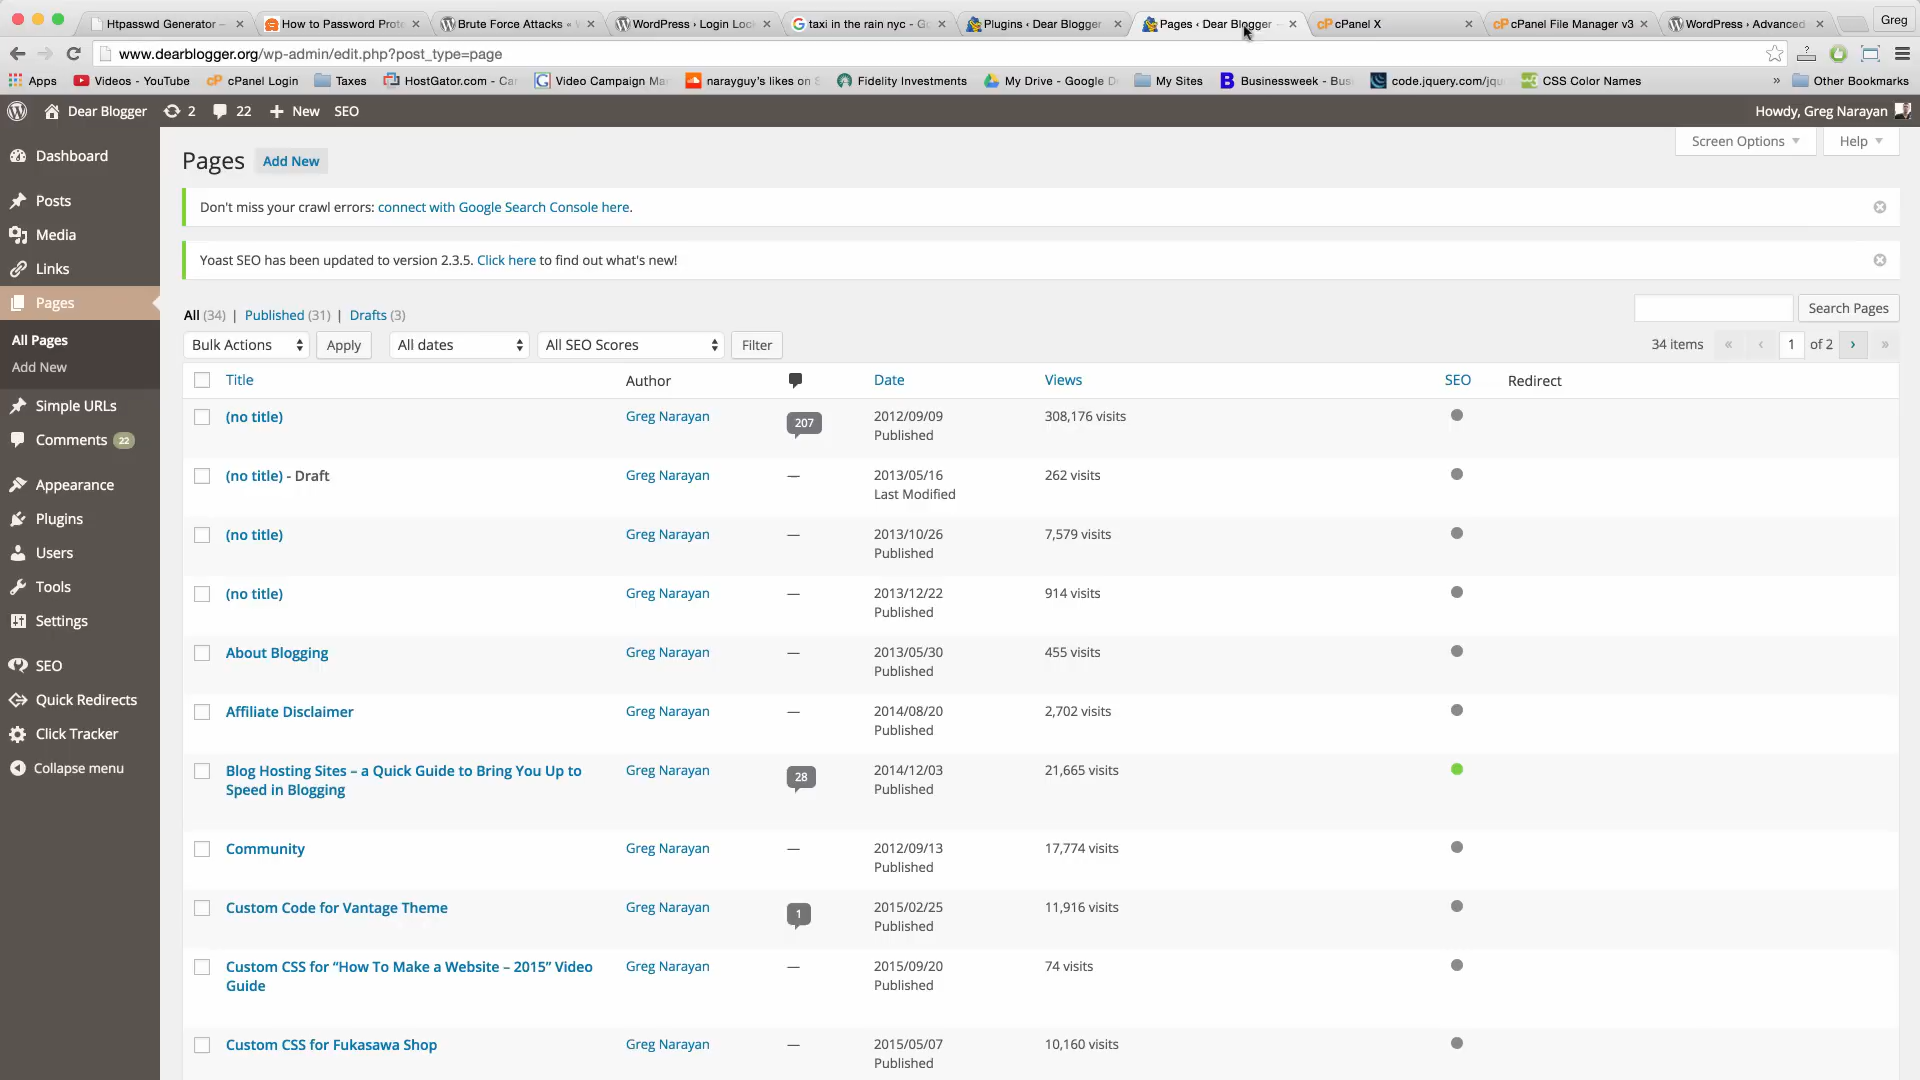 Htpasswd Generator –
How to Password Prote
Brute Force Attacks «
WordPress › Login Loc
taxi in the rain nyc - Go
Plugins ‹ Dear Blogger
Pages ‹ Dear Blogger —
cPanel X
cPanel File Manager v3
WordPress › Advanced
Greg
www.dearblogger.org/wp-admin/edit.php?post_type=page
Apps
Videos - YouTube
cPanel Login
Taxes
HostGator.com - Car
Video Campaign Man
narayguy's likes on S
Fidelity Investments
My Drive - Google D
My Sites
Businessweek - Bus
code.jquery.com/jqu
CSS Color Names
»
Other Bookmarks
Dear Blogger
2
22
+ New
SEO
Howdy, Greg Narayan
Dashboard
Posts
Media
Links
Pages
All Pages
Add New
Simple URLs
Comments 22
Appearance
Plugins
Users
Tools
Settings
SEO
Quick Redirects
Click Tracker
Collapse menu
Screen Options
Help
Pages Add New
Don't miss your crawl errors: connect with Google Search Console here.
Yoast SEO has been updated to version 2.3.5. Click here to find out what's new!
All (34) | Published (31) | Drafts (3)
Search Pages
Bulk Actions
Apply
All dates
All SEO Scores
Filter
34 items « ‹ 1 of 2 › »
Title Author Date Views SEO Redirect
(no title) Greg Narayan 207 2012/09/09 308,176 visits
Published
(no title) - Draft Greg Narayan — 2013/05/16 262 visits
Last Modified
(no title) Greg Narayan — 2013/10/26 7,579 visits
Published
(no title) Greg Narayan — 2013/12/22 914 visits
Published
About Blogging Greg Narayan — 2013/05/30 455 visits
Published
Affiliate Disclaimer Greg Narayan — 2014/08/20 2,702 visits
Published
Blog Hosting Sites – a Quick Guide to Bring You Up to Greg Narayan 28 2014/12/03 21,665 visits
Speed in Blogging Published
Community Greg Narayan — 2012/09/13 17,774 visits
Published
Custom Code for Vantage Theme Greg Narayan 1 2015/02/25 11,916 visits
Published
Custom CSS for “How To Make a Website – 2015” Video Greg Narayan — 2015/09/20 74 visits
Guide Published
Custom CSS for Fukasawa Shop Greg Narayan — 2015/05/07 10,160 visits
Published